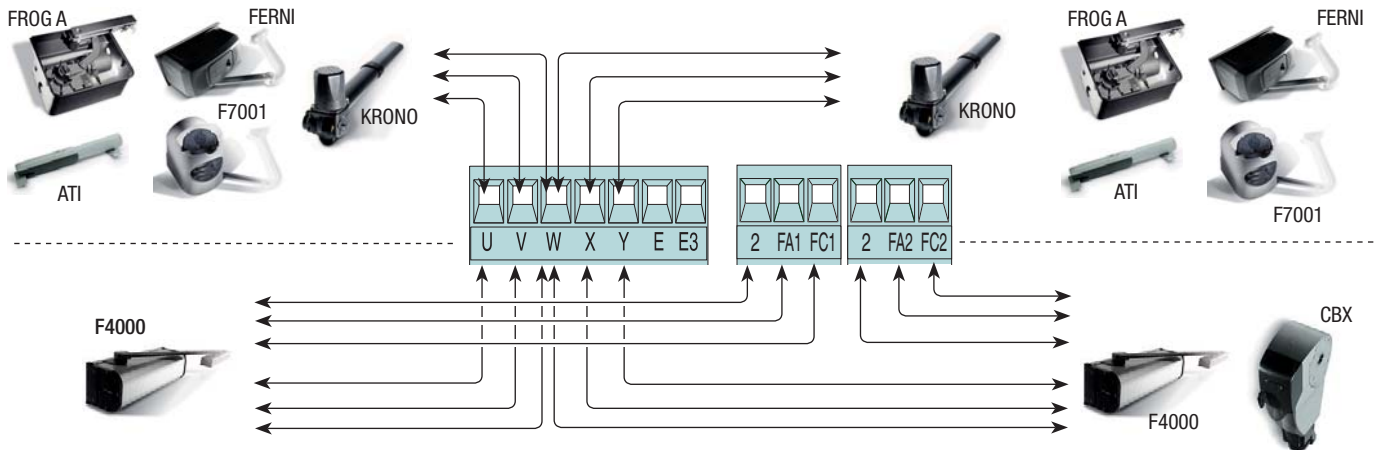 FROG A
FERNI
F7001
KRONO
ATI
FROG A
FERNI
KRONO
ATI
F7001
U V W X Y E E3
2 FA1 FC1
2 FA2 FC2
F4000
CBX
F4000